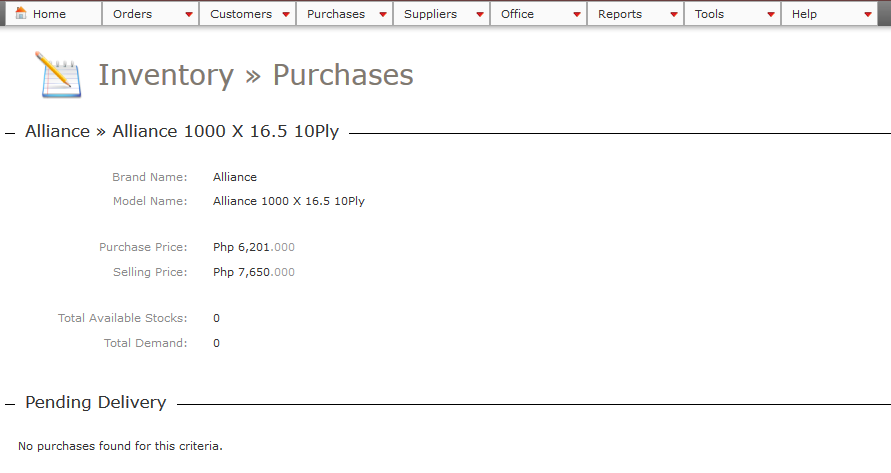 Home Orders Customers Purchases Suppliers Office Reports Tools Help
Inventory » Purchases
Alliance » Alliance 1000 X 16.5 10Ply
Brand Name: Alliance
Model Name: Alliance 1000 X 16.5 10Ply
Purchase Price: Php 6,201.000
Selling Price: Php 7,650.000
Total Available Stocks: 0
Total Demand: 0
Pending Delivery
No purchases found for this criteria.